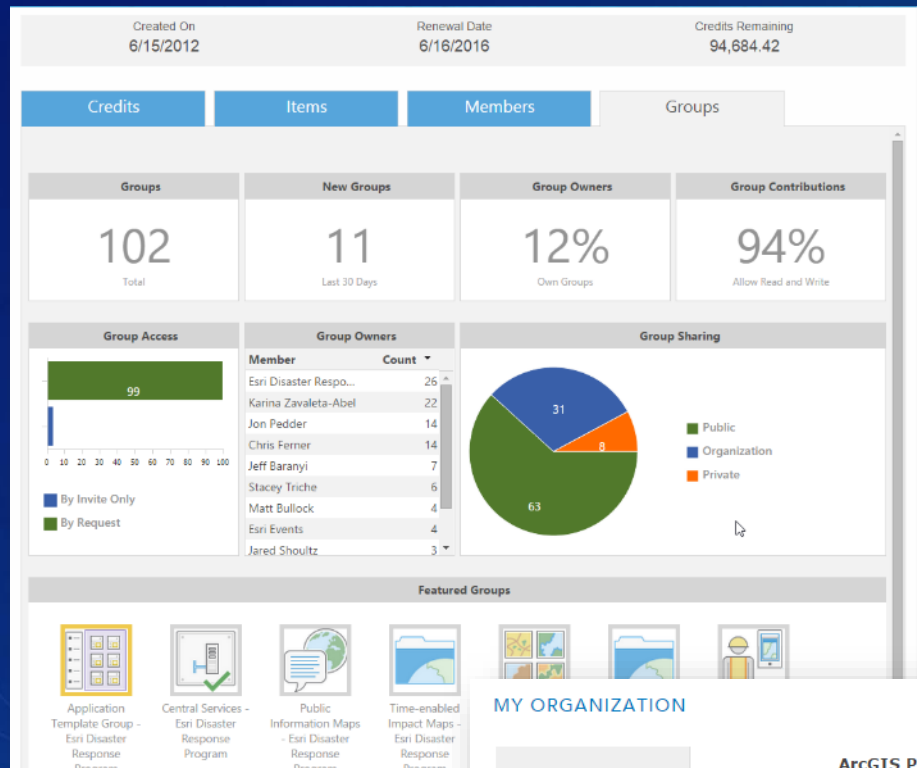 Created On
Renewal Date
Credits Remaining
6/15/2012
6/16/2016
94,684.42
Credits
Items
Members
Groups
Groups
New Groups
Group Owners
Group Contributions
102
11
12%
94%
Total
Last 30 Days
Own Groups
Allow Read and Write
Group Access
99
0 10 20 30 40 50 60 70 80 90 100
By Invite Only
By Request
Group Owners
Member Count
Esri Disaster Respo... 26
Karina Zavaleta-Abel 22
Jon Pedder 14
Chris Ferner 14
Jeff Baranyi 7
Stacey Triche 6
Matt Bullock 4
Esri Events 4
Jared Shoultz 3
Group Sharing
31
8
63
Public
Organization
Private
Featured Groups
Application
Template Group -
Esri Disaster
Response
Program
Central Services -
Esri Disaster
Response
Program
Public
Information Maps
- Esri Disaster
Response
Program
Time-enabled
Impact Maps -
Esri Disaster
Response
Program
MY ORGANIZATION
ArcGIS P